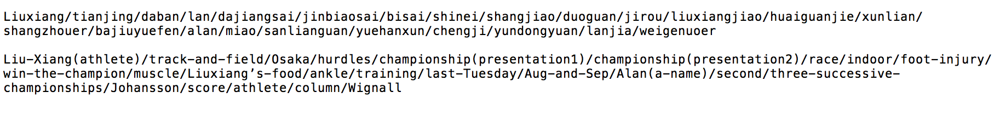 Liuxiang/tianjing/daban/lan/dajiangsai/jinbiaosai/bisai/shinei/shangjiao/duoguan/jirou/liuxiangjiao/huaiguanjie/xunlian/
shangzhouer/bajiuyuefen/alan/miao/sanlianguan/yuehanxun/chengji/yundongyuan/lanjia/weigenuoer
Liu-Xiang(athlete)/track-and-field/Osaka/hurdles/championship(presentation1)/championship(presentation2)/race/indoor/foot-injury/
win-the-champion/muscle/Liuxiang’s-food/ankle/training/last-Tuesday/Aug-and-Sep/Alan(a-name)/second/three-successive-
championships/Johansson/score/athlete/column/Wignall